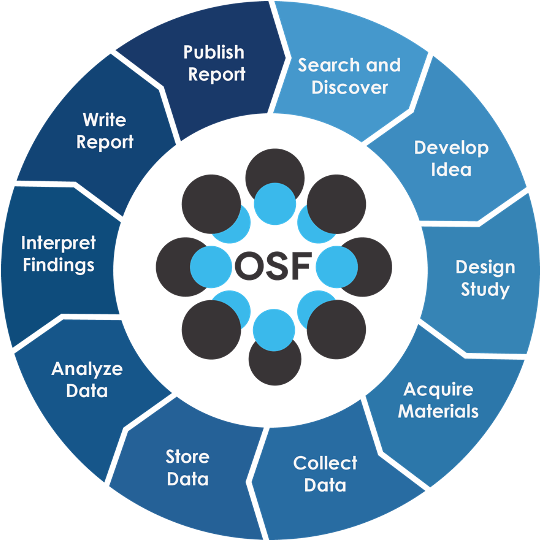 Publish
Report
Search and
Discover
Develop
Idea
Design
Study
Acquire
Materials
Collect
Data
Store
Data
Analyze
Data
Interpret
Findings
Write
Report
OSF